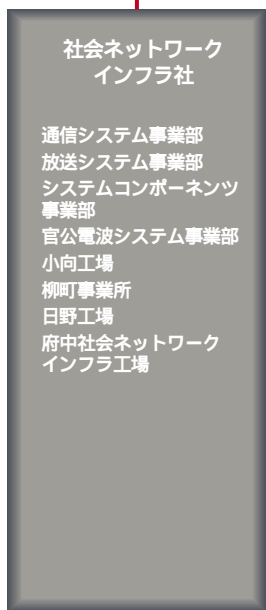 社会ネットワーク
インフラ社
通信システム事業部
放送システム事業部
システムコンポーネンツ
事業部
官公電波システム事業部
小向工場
柳町事業所
日野工場
府中社会ネットワーク
インフラ工場